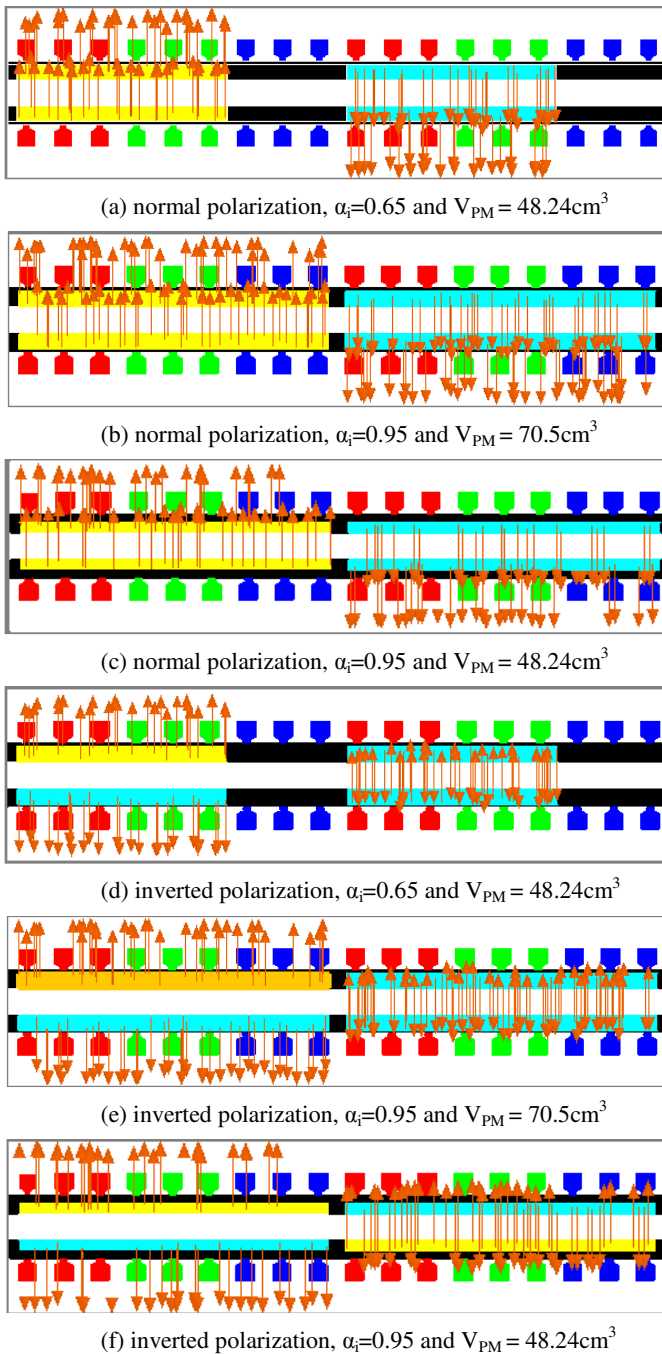 (a) normal polarization, αi=0.65 and VPM = 48.24cm3
(b) normal polarization, αi=0.95 and VPM = 70.5cm3
(c) normal polarization, αi=0.95 and VPM = 48.24cm3
(d) inverted polarization, αi=0.65 and VPM = 48.24cm3
(e) inverted polarization, αi=0.95 and VPM = 70.5cm3
(f) inverted polarization, αi=0.95 and VPM = 48.24cm3